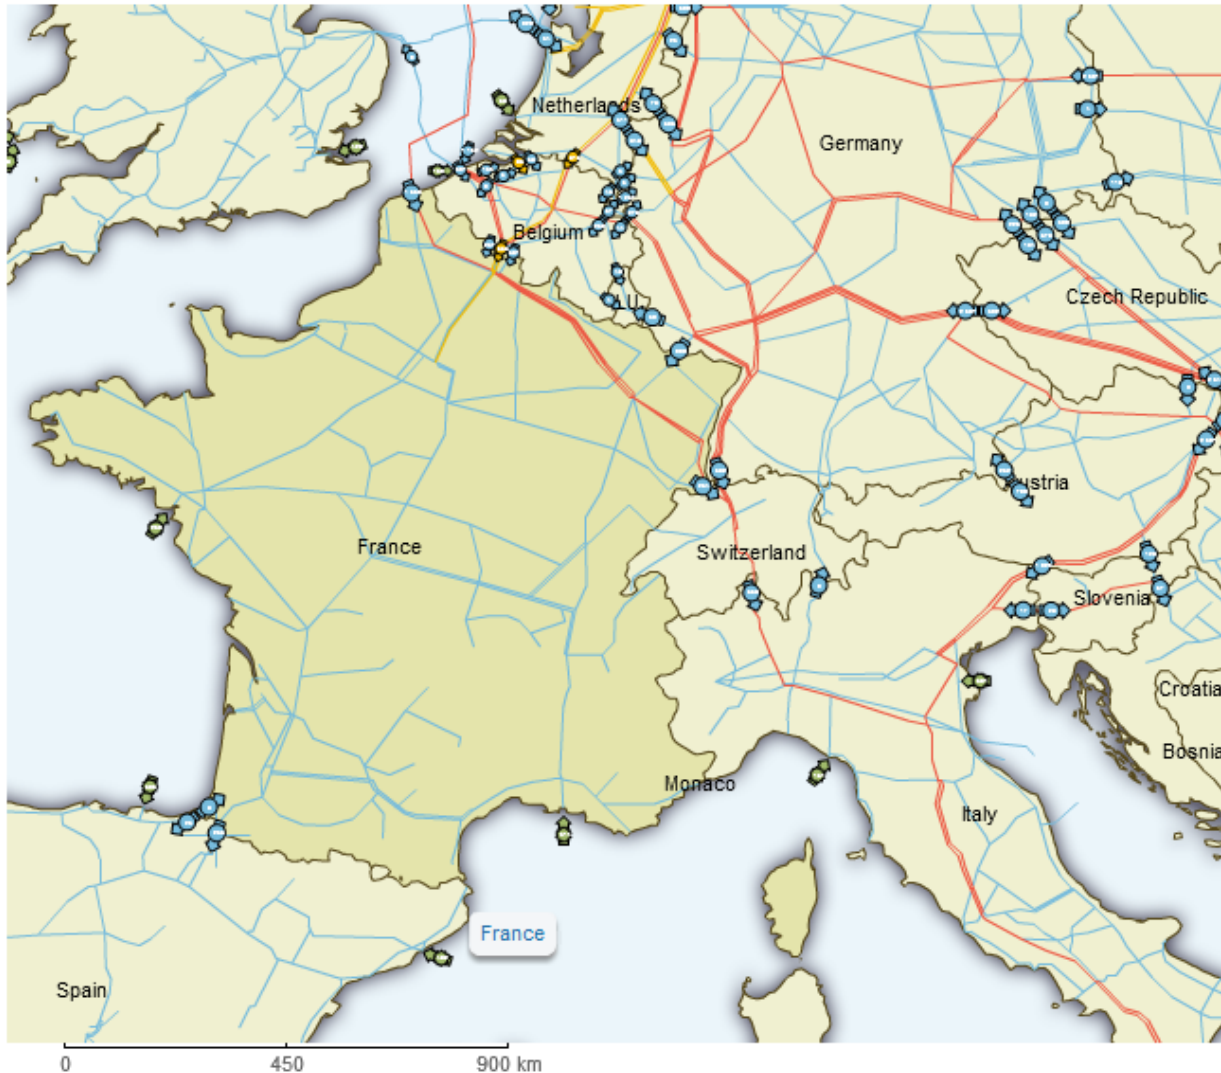 Netherlands
Germany
Belgium
LU
Czech Republic
Austria
France
Switzerland
Slovenia
Croatia
Bosnia
Monaco
Italy
France
Spain
0 450 900 km